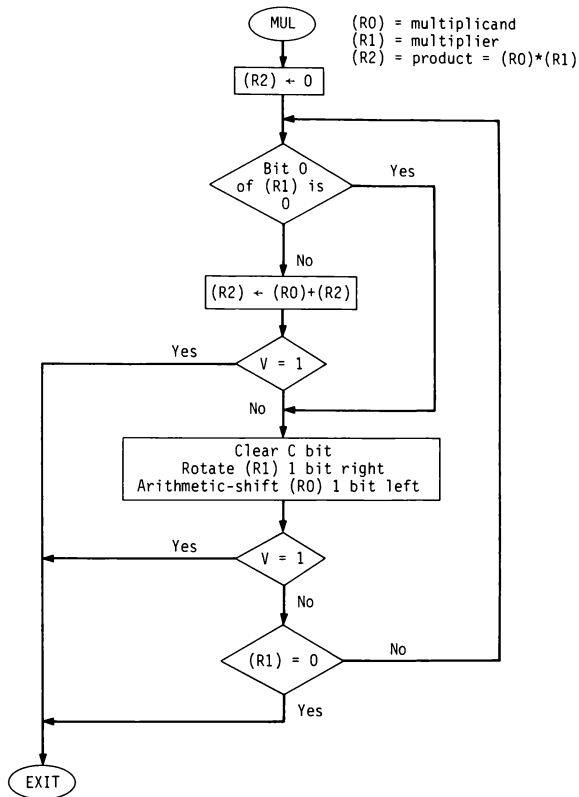 MUL
(R0) = multiplicand
(R1) = multiplier
(R2) = product = (R0)*(R1)
(R2) ← 0
Bit 0
of (R1) is
0
Yes
No
(R2) ← (R0)+(R2)
Yes
V = 1
No
Clear C bit
Rotate (R1) 1 bit right
Arithmetic-shift (R0) 1 bit left
Yes
V = 1
No
(R1) = 0
No
Yes
EXIT